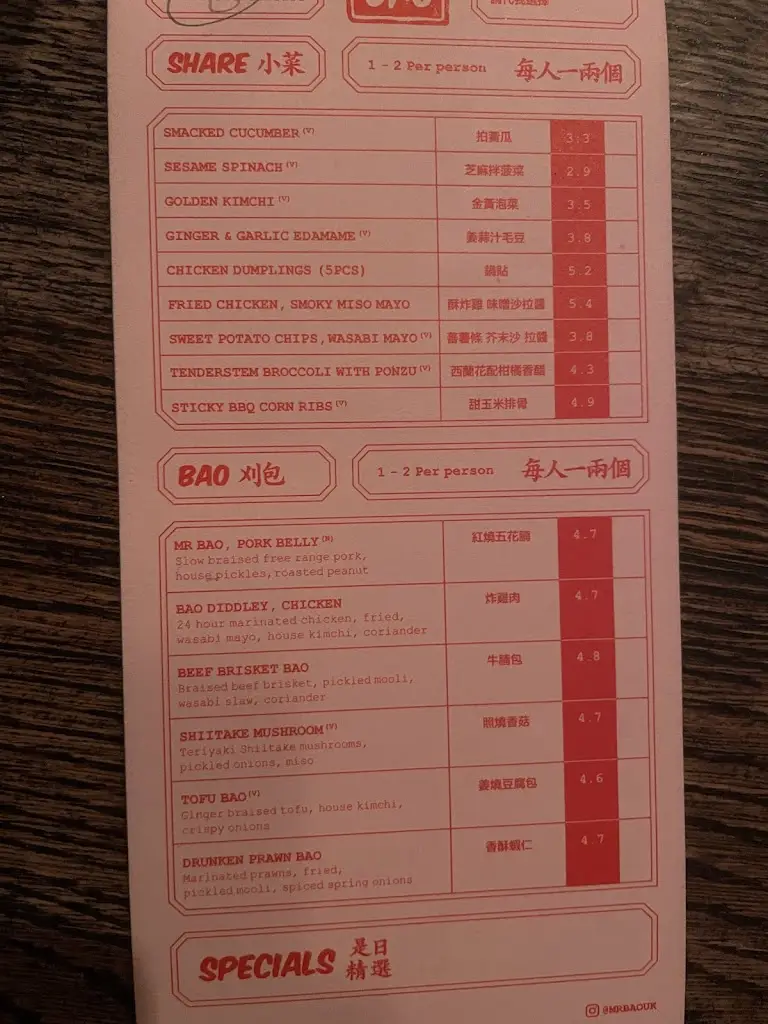 SHARE 小菜
1 - 2 Per person 每人一兩個
SMACKED CUCUMBER (V) 拍黃瓜 3.3
SESAME SPINACH (V) 芝麻拌菠菜 2.9
GOLDEN KIMCHI (V) 金黃泡菜 3.5
GINGER & GARLIC EDAMAME (V) 姜蒜汁毛豆 3.8
CHICKEN DUMPLINGS (5PCS) 鍋貼 5.2
FRIED CHICKEN, SMOKY MISO MAYO 酥炸雞 味噌沙拉醬 5.4
SWEET POTATO CHIPS, WASABI MAYO (V) 蕃薯條 芥末沙 拉醬 3.8
TENDERSTEM BROCCOLI WITH PONZU (V) 西蘭花配柑橘香醋 4.3
STICKY BBQ CORN RIBS (V) 甜玉米排骨 4.9
BAO 刈包
1 - 2 Per person 每人一兩個
MR BAO, PORK BELLY (N) 紅燒五花腩 4.7
Slow braised free range pork,
house pickles, roasted peanut
BAO DIDDLEY, CHICKEN 炸雞肉 4.7
24 hour marinated chicken, fried,
wasabi mayo, house kimchi, coriander
BEEF BRISKET BAO 牛腩包 4.8
Braised beef brisket, pickled mooli,
wasabi slaw, coriander
SHIITAKE MUSHROOM (V) 照燒香菇 4.7
Teriyaki Shiitake mushrooms,
pickled onions, miso
TOFU BAO (V) 姜燒豆腐包 4.6
Ginger braised tofu, house kimchi,
crispy onions
DRUNKEN PRAWN BAO 香酥蝦仁 4.7
Marinated prawns, fried,
pickled mooli, spiced spring onions
SPECIALS 是日
精選
@MRBAOUK